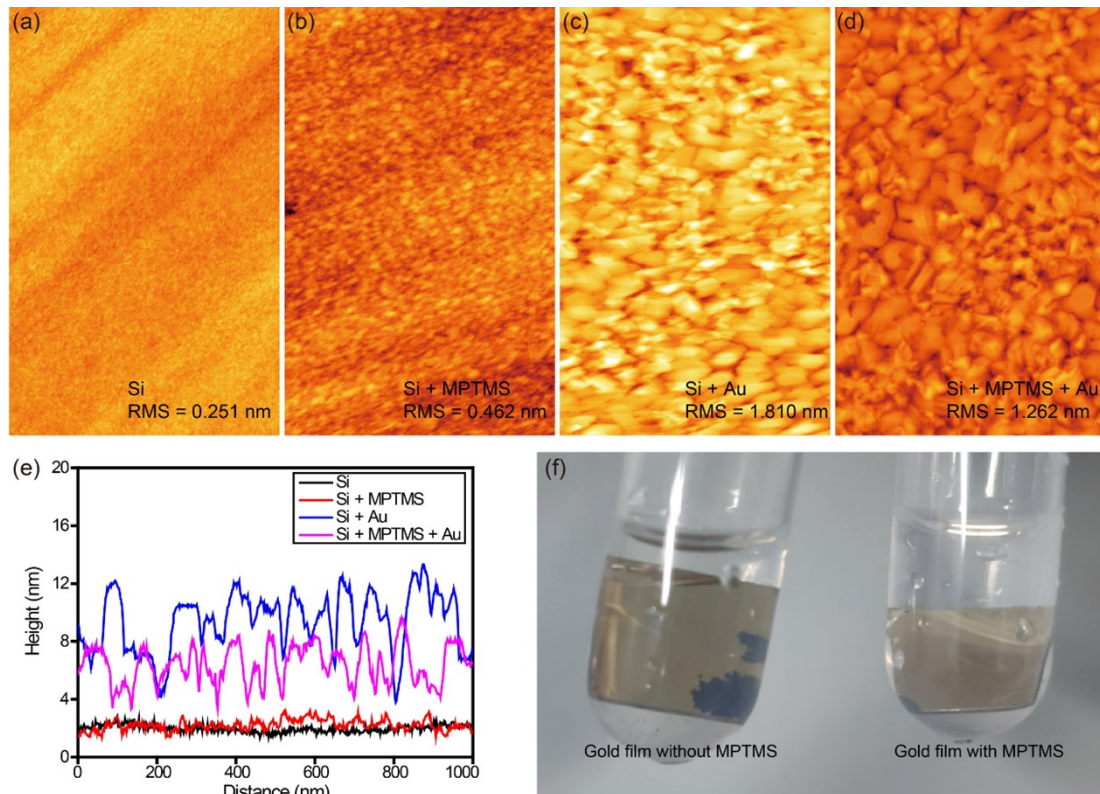 (a)
Si
RMS = 0.251 nm
(b)
Si + MPTMS
RMS = 0.462 nm
(c)
Si + Au
RMS = 1.810 nm
(d)
Si + MPTMS + Au
RMS = 1.262 nm
(e)
20
16
12
8
4
0
Height (nm)
Si
Si + MPTMS
Si + Au
Si + MPTMS + Au
0 200 400 600 800 1000
Distance (nm)
(f)
Gold film without MPTMS
Gold film with MPTMS